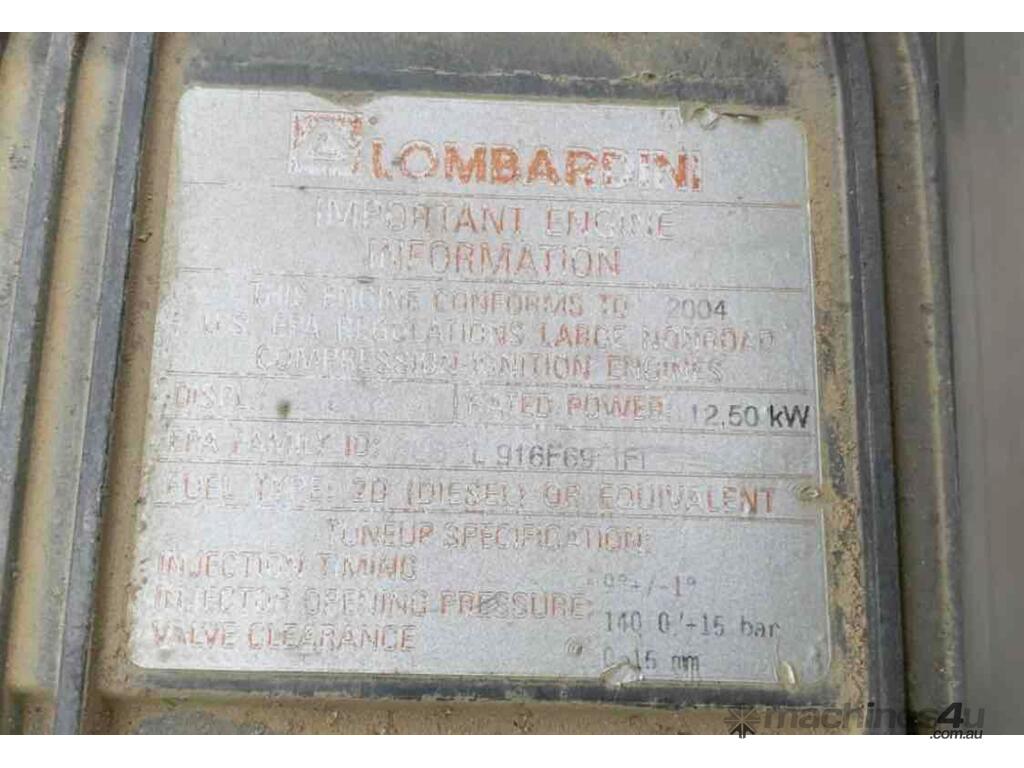 LOMBARDINI
IMPORTANT ENGINE
INFORMATION
THIS ENGINE CONFORMS TO 2004
U.S. EPA REGULATIONS LARGE NONROAD
COMPRESSION-IGNITION ENGINES
DISPL.
RATED POWER: 12,50 kW
EPA FAMILY ID:
FUEL TYPE: 2D (DIESEL) OR EQUIVALENT
TUNEUP SPECIFICATION:
INJECTION TIMING
INJECTOR OPENING PRESSURE: 140 0/-15 bar
VALVE CLEARANCE mm
machines4u
.com.au